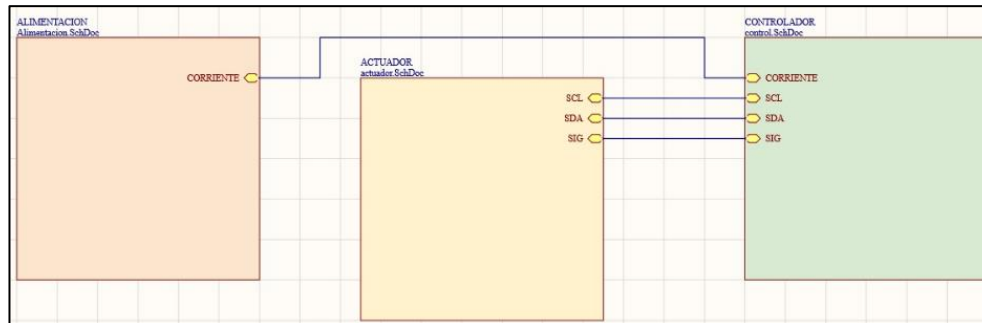 ALIMENTACION
Alimentacion.SchDoc
CORRIENTE
ACTUADOR
actuador.SchDoc
SCL
SDA
SIG
CONTROLADOR
control.SchDoc
CORRIENTE
SCL
SDA
SIG